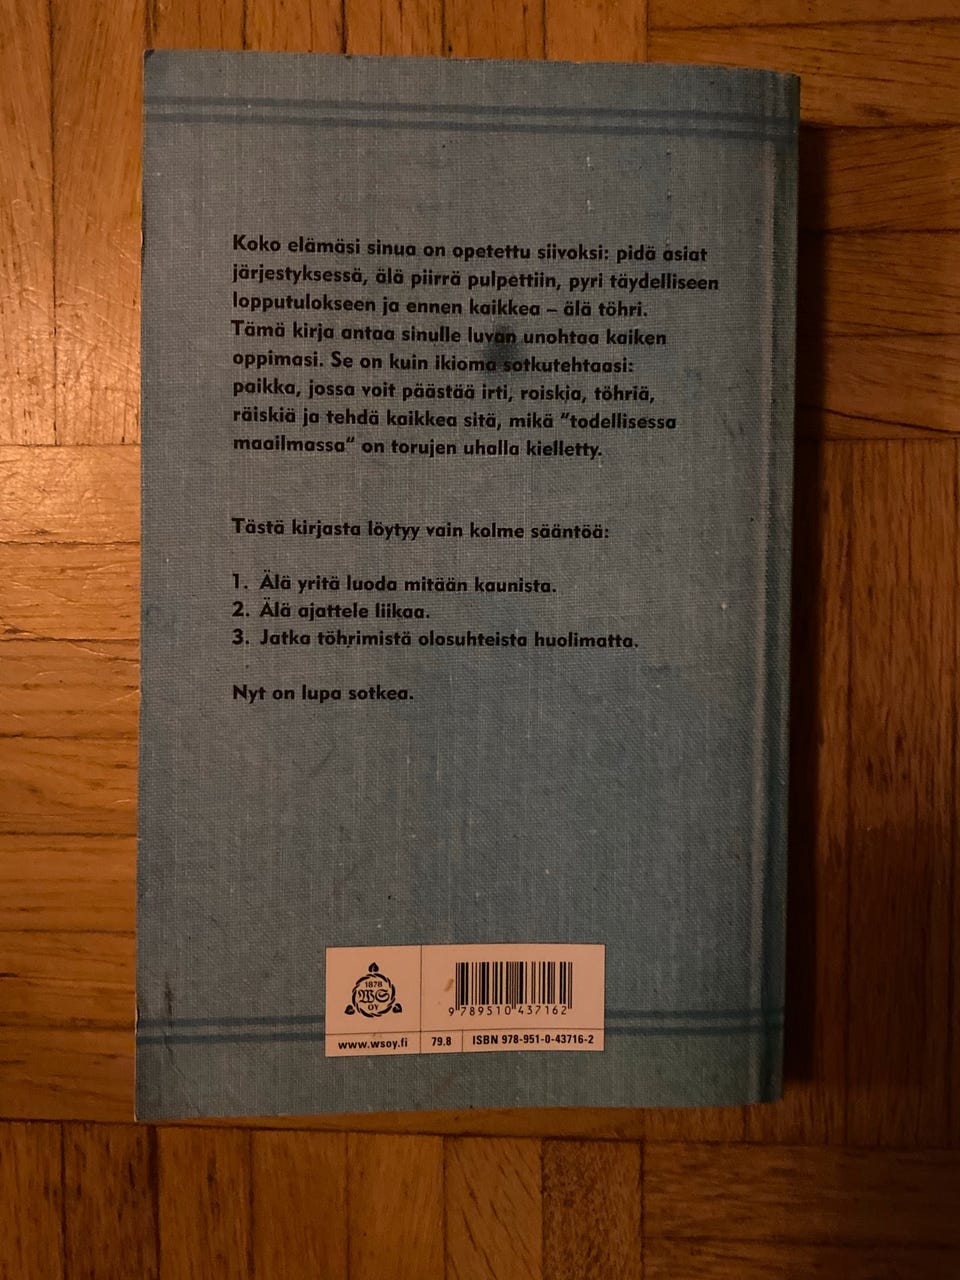 Koko elämäsi sinua on opetettu siivoksi: pidä asiat
järjestyksessä, älä piirrä pulpettiin, pyri täydelliseen
lopputulokseen ja ennen kaikkea – älä töhri.
Tämä kirja antaa sinulle luvan unohtaa kaiken
oppimasi. Se on kuin ikioma sotkutehtaasi:
paikka, jossa voit päästää irti, roiskia, töhriä,
räiskiä ja tehdä kaikkea sitä, mikä "todellisessa
maailmassa" on torujen uhalla kielletty.
Tästä kirjasta löytyy vain kolme sääntöä:
1. Älä yritä luoda mitään kaunista.
2. Älä ajattele liikaa.
3. Jatka töhrimistä olosuhteista huolimatta.
Nyt on lupa sotkea.
1878
WS
OY
9 789510 437162
www.wsoy.fi 79.8 ISBN 978-951-0-43716-2